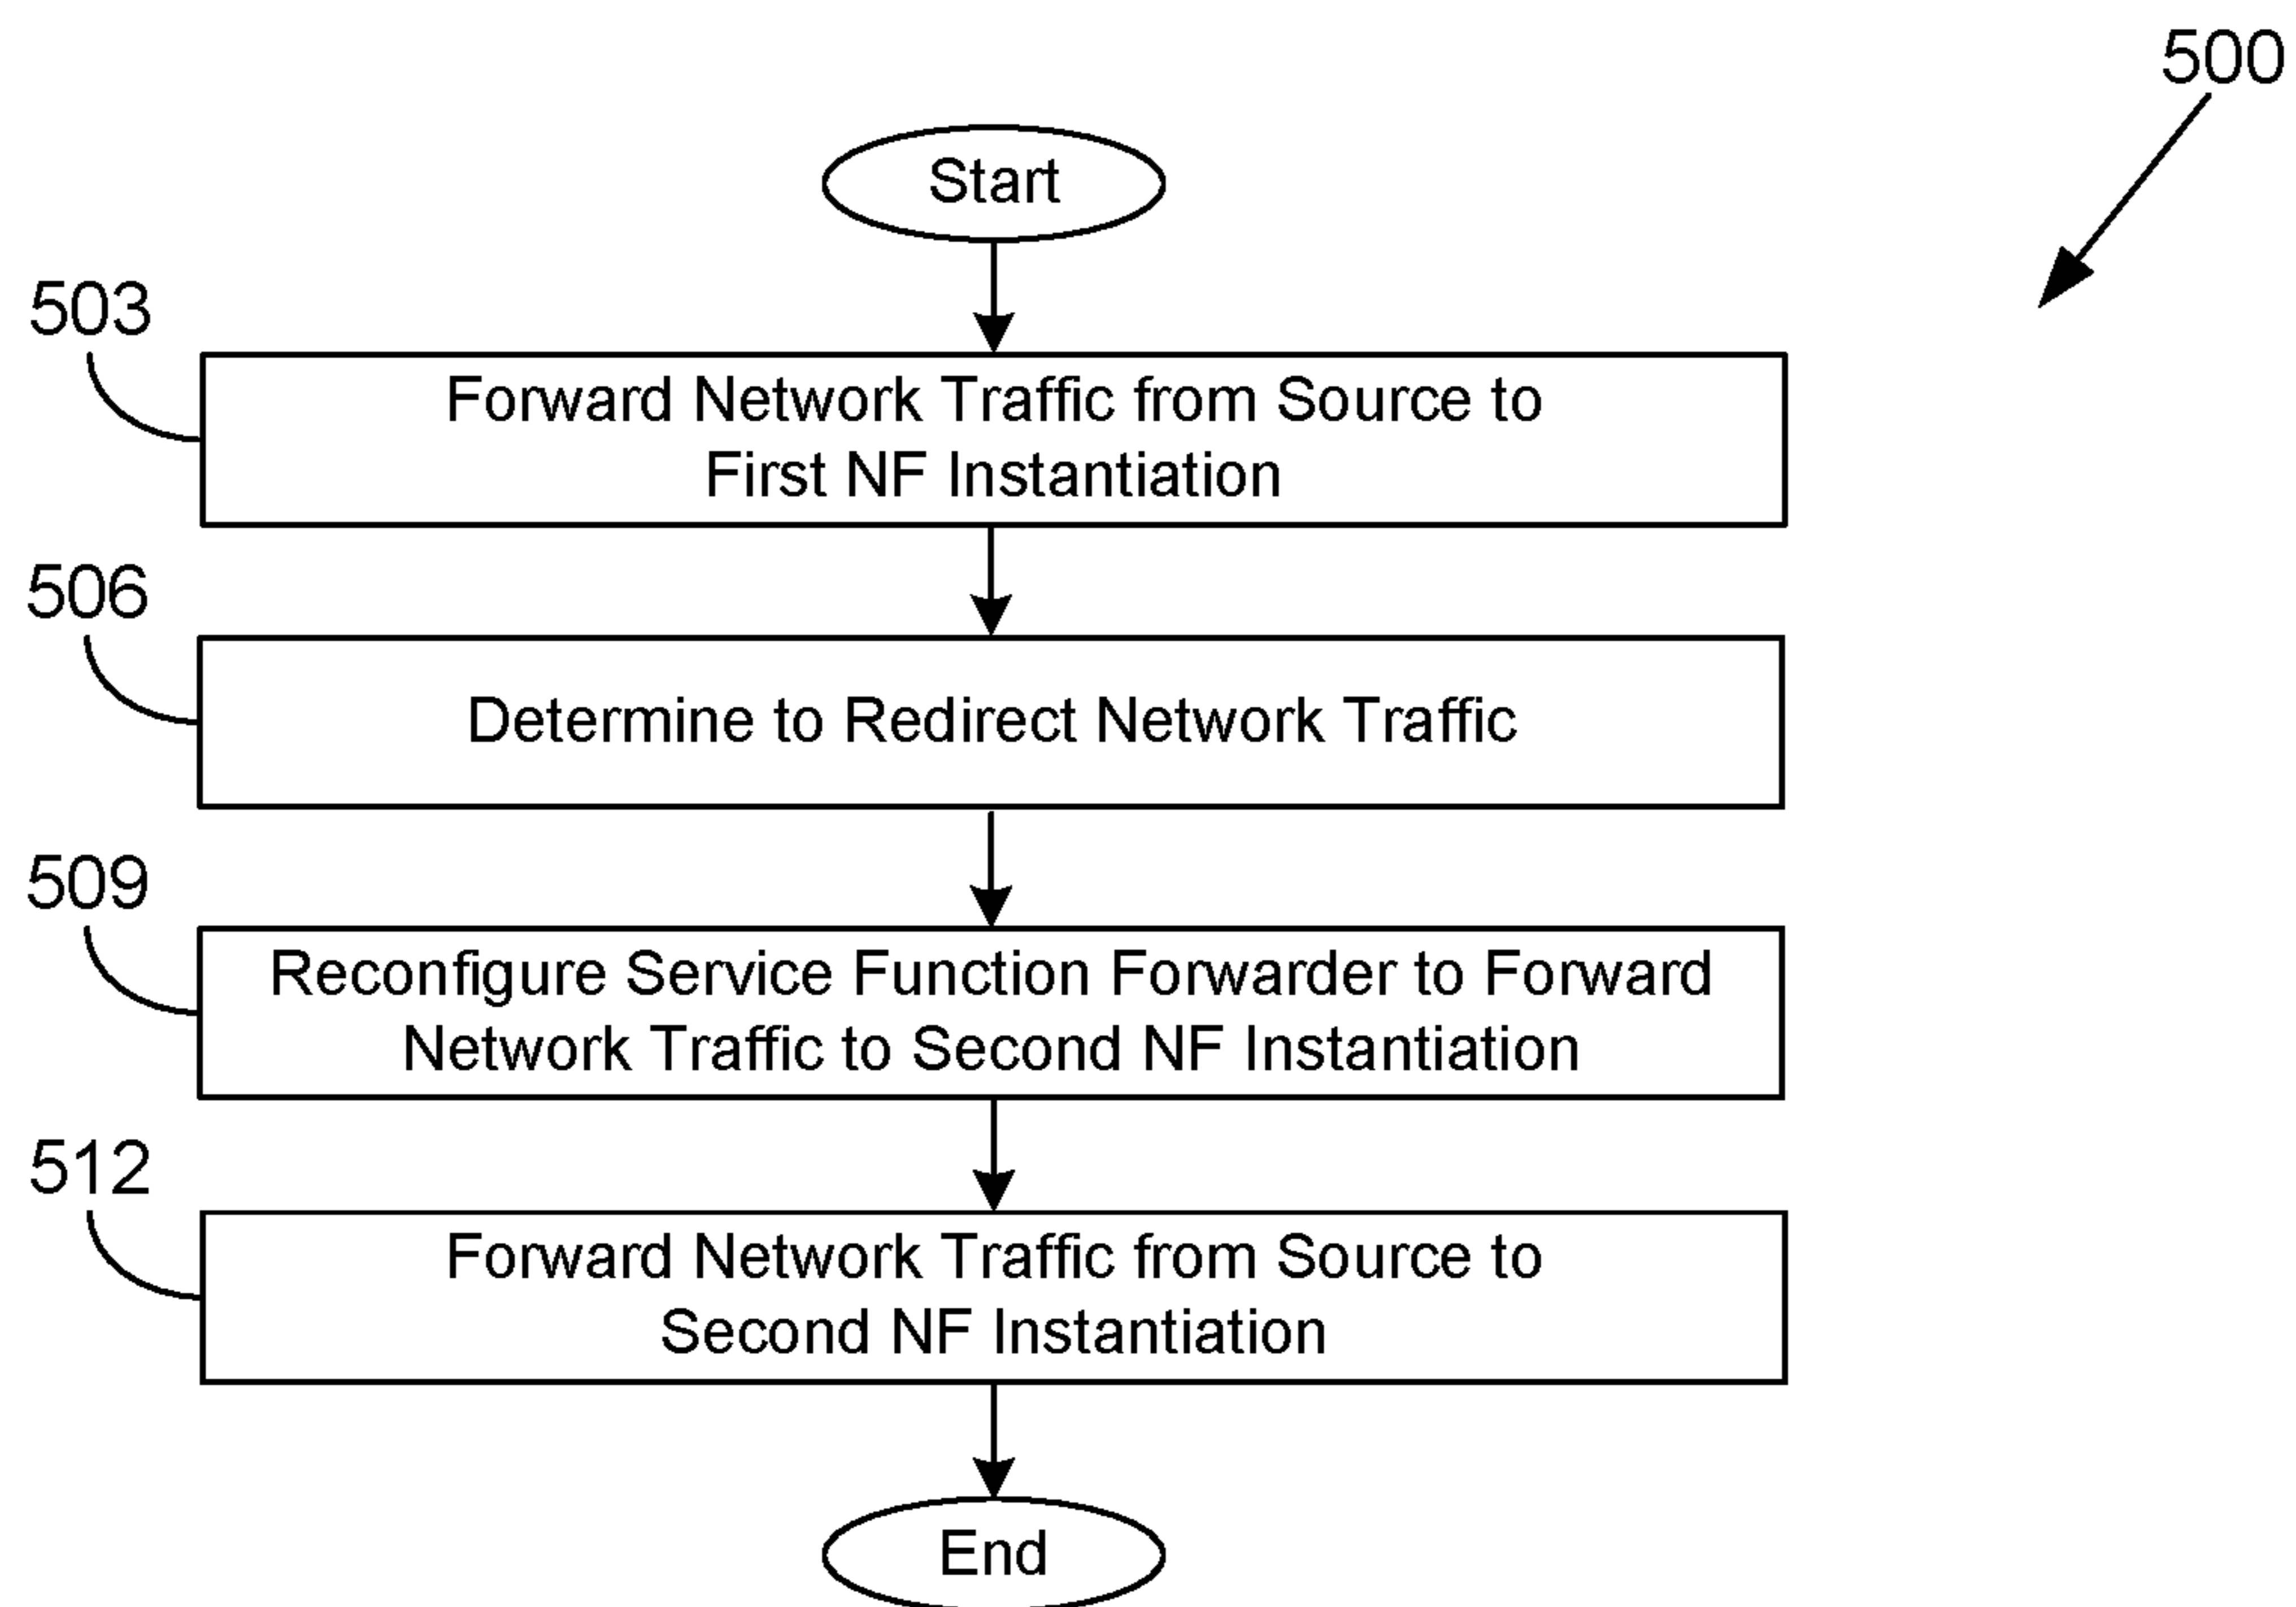 500
Start
503
Forward Network Traffic from Source to
First NF Instantiation
506
Determine to Redirect Network Traffic
509
Reconfigure Service Function Forwarder to Forward
Network Traffic to Second NF Instantiation
512
Forward Network Traffic from Source to
Second NF Instantiation
End